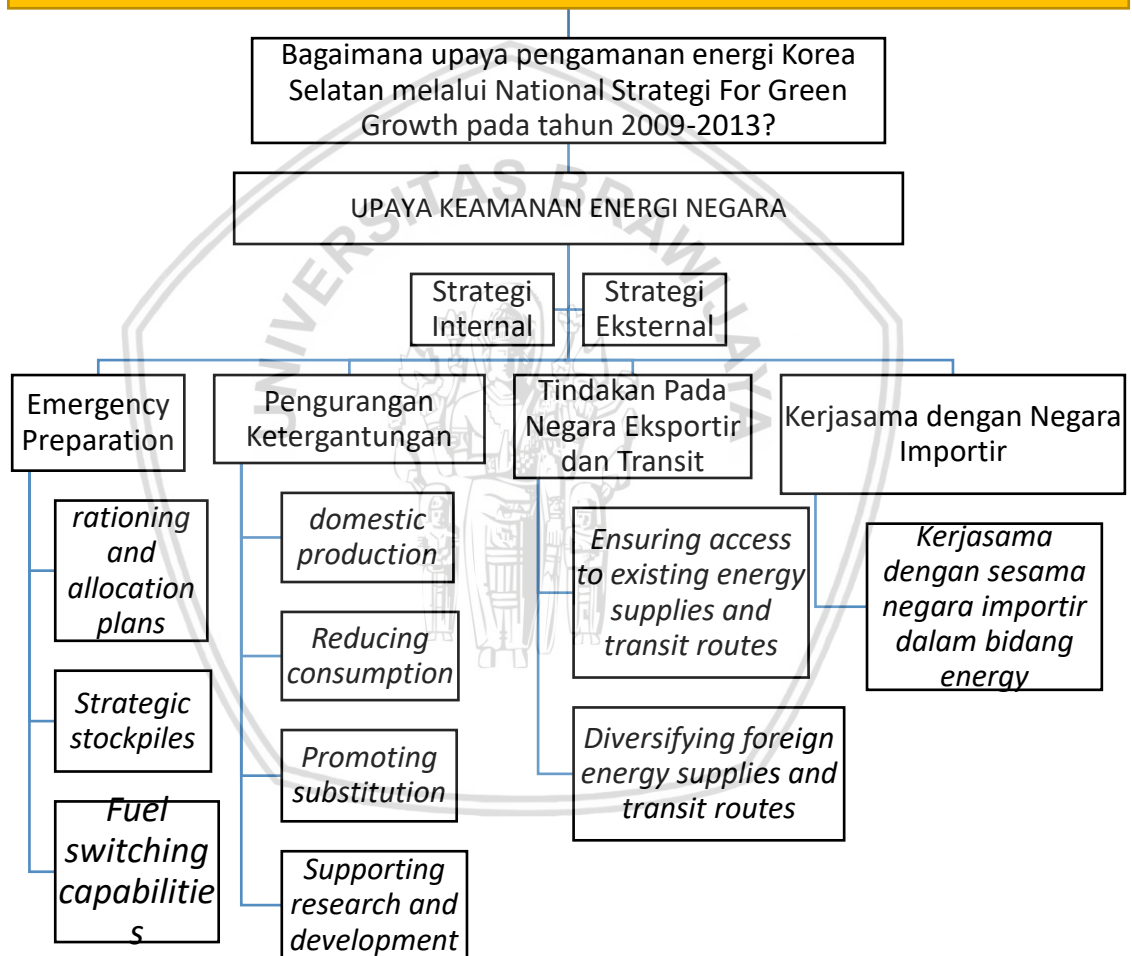 Bagaimana upaya pengamanan energi Korea
Selatan melalui National Strategi For Green
Growth pada tahun 2009-2013?
UPAYA KEAMANAN ENERGI NEGARA
Strategi
Internal
Strategi
Eksternal
Emergency
Preparation
Pengurangan
Ketergantungan
Tindakan Pada
Negara Eksportir
dan Transit
Kerjasama dengan Negara
Importir
rationing
and
allocation
plans
Strategic
stockpiles
Fuel
switching
capabilitie
s
domestic
production
Reducing
consumption
Promoting
substitution
Supporting
research and
development
Ensuring access
to existing energy
supplies and
transit routes
Diversifying foreign
energy supplies and
transit routes
Kerjasama
dengan sesama
negara importir
dalam bidang
energy
UNIVERSITAS BRAWIJAYA